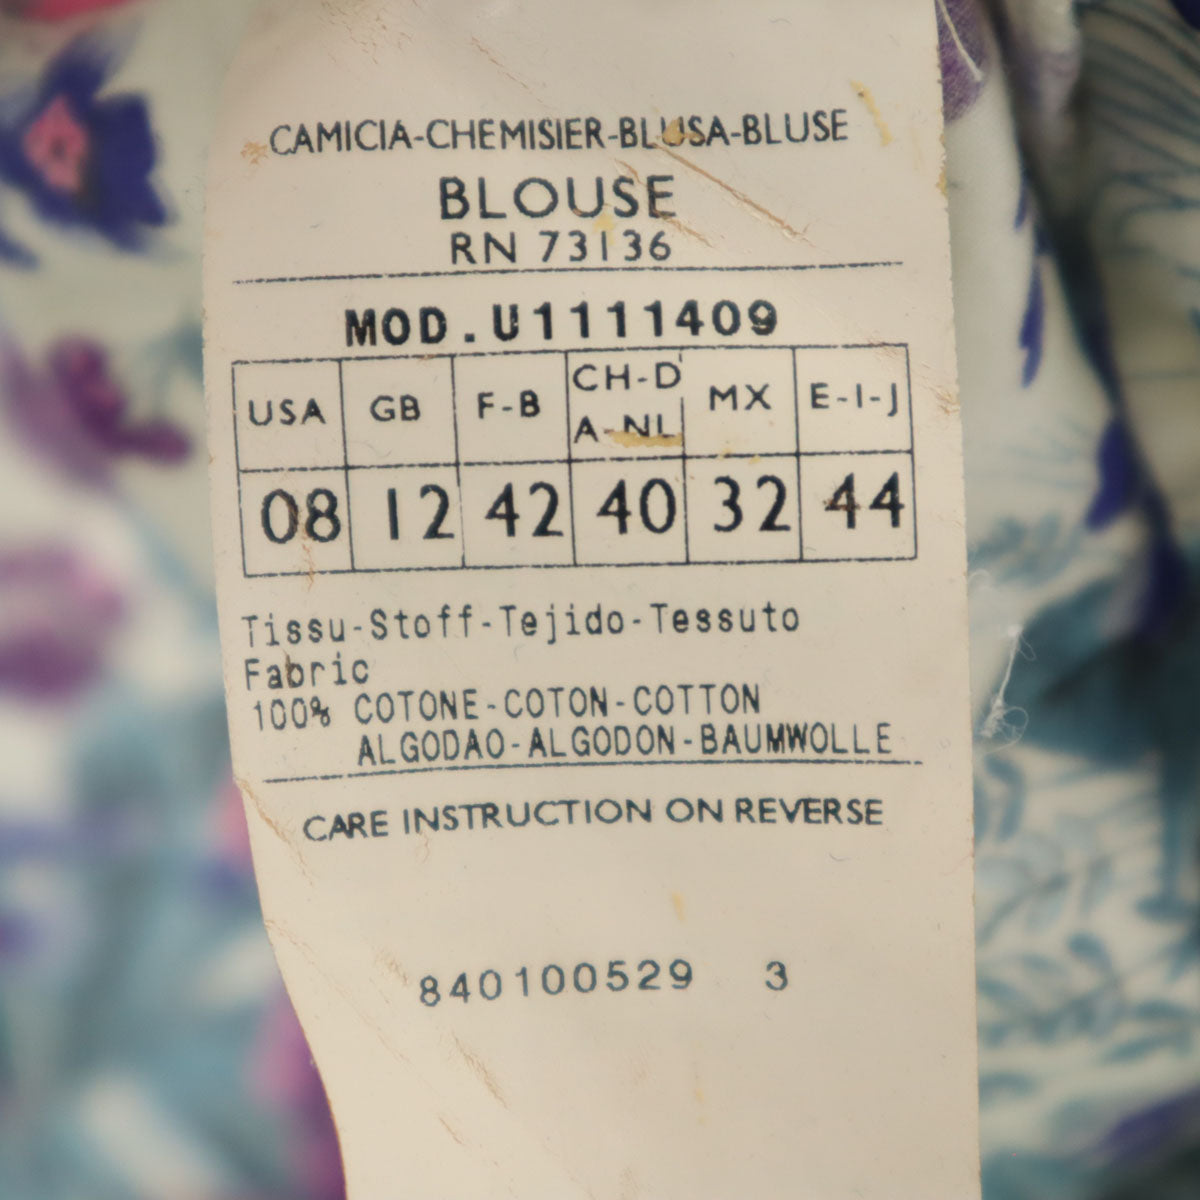 CAMICIA-CHEMISIER-BLUSA-BLUSE
BLOUSE
RN 73136
MOD.U1111409
USA GB F-B CH-D A-NL MX E-I-J
08 12 42 40 32 44
Tissu-Stoff-Tejido-Tessuto
Fabric
100% COTONE-COTON-COTTON
ALGODAO-ALGODON-BAUMWOLLE
CARE INSTRUCTION ON REVERSE
840100529 3